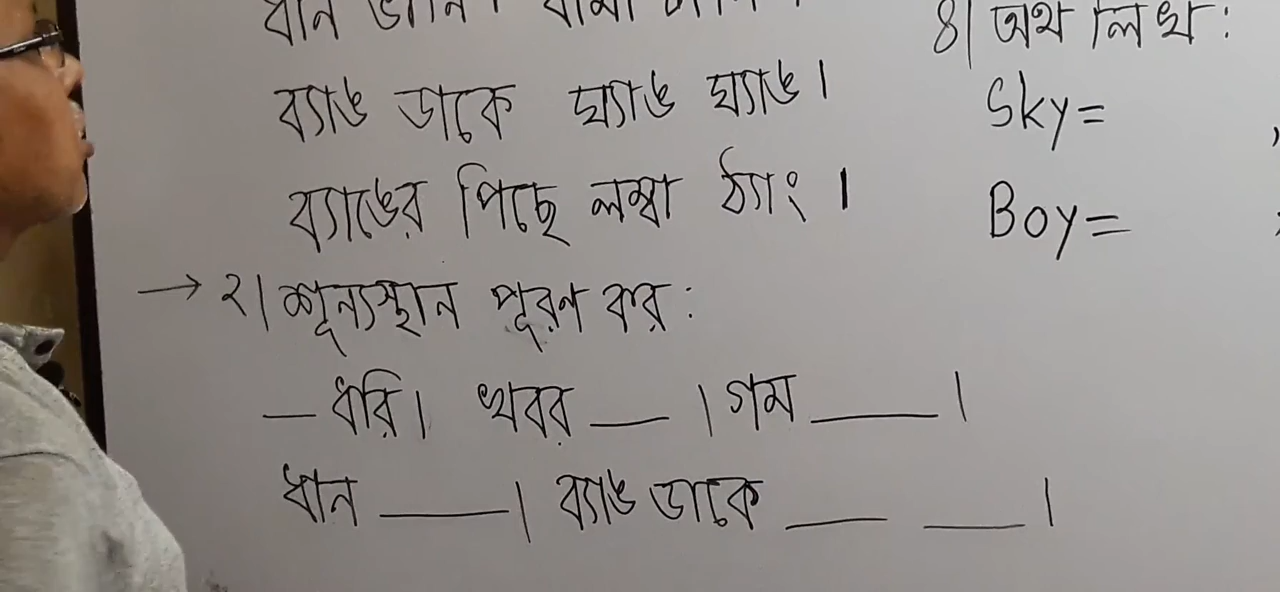 ধান ভানি।
ব্যাঙ ডাকে ঘ্যাঙ ঘ্যাঙ।
ব্যাঙের পিছে লম্বা ঠ্যাং।
→ ২। শূন্যস্থান পূরণ কর:
— ধরি। খবর —। গম —।
ধান —। ব্যাঙ ডাকে — —।
৪। অর্থ লিখ:
Sky= ,
Boy= ;